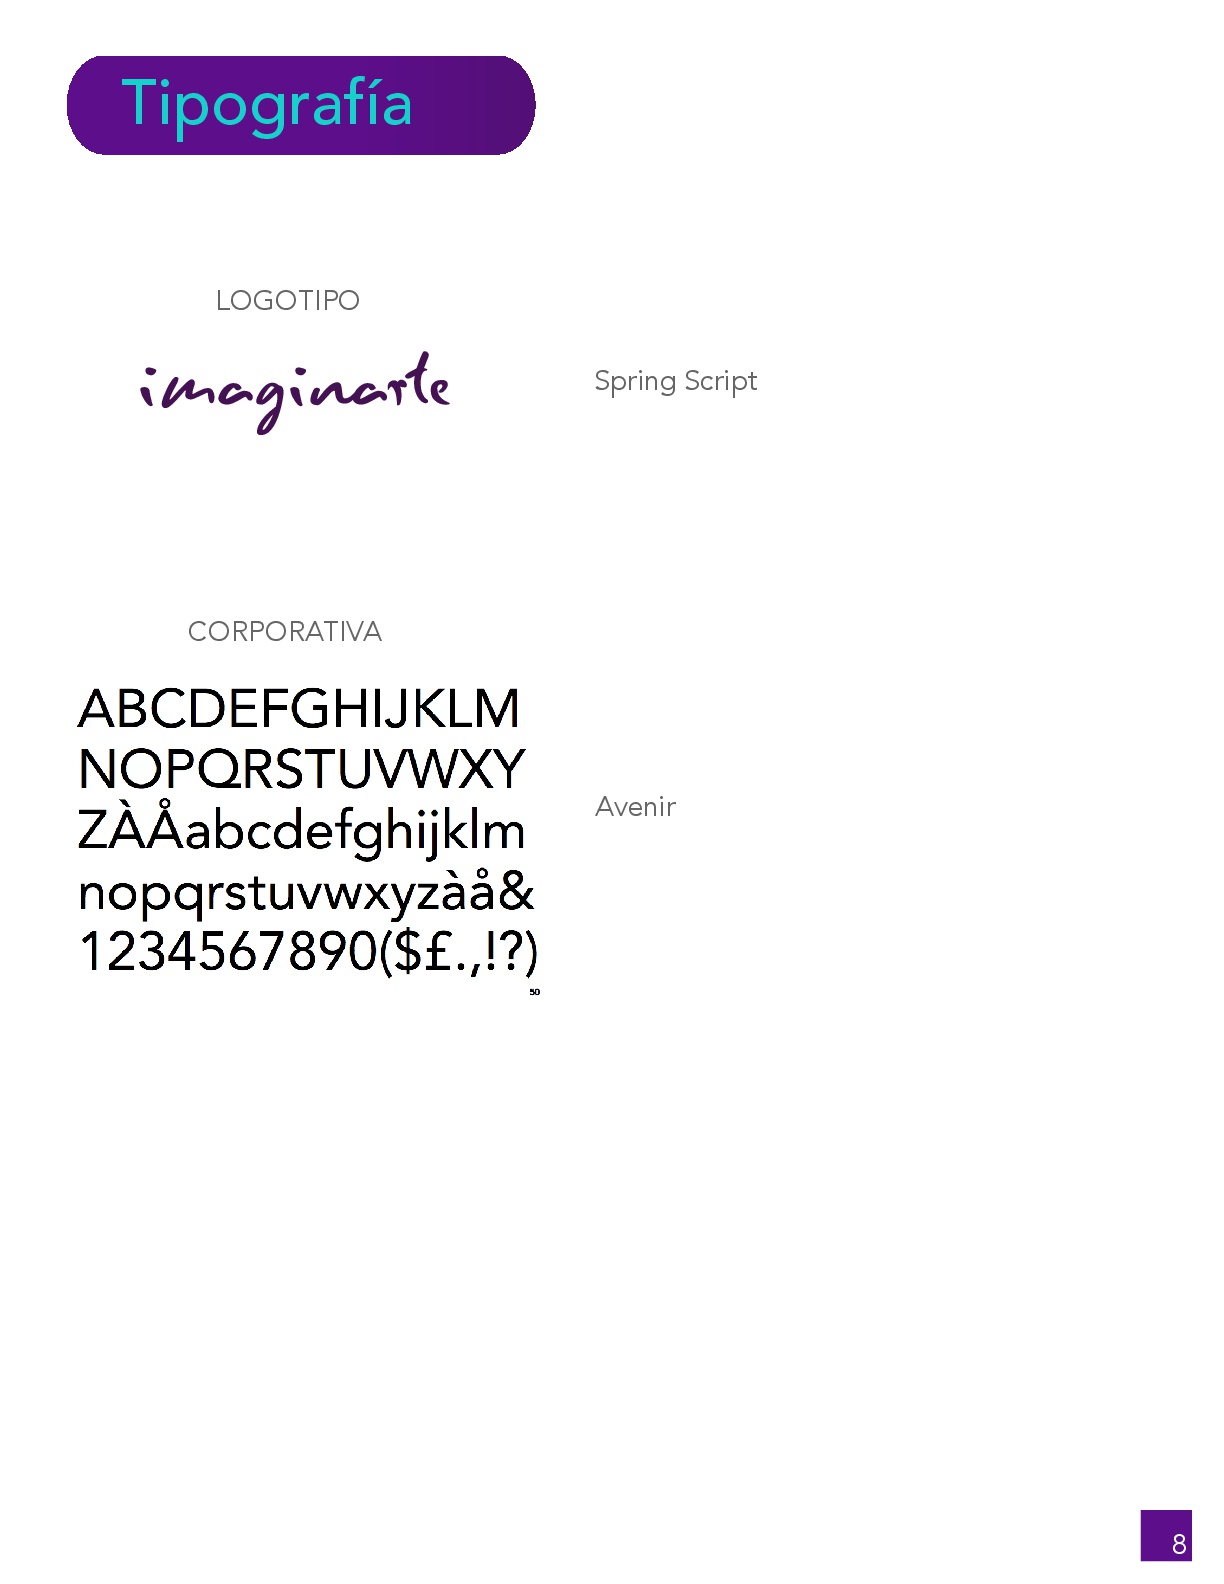 Tipografía
LOGOTIPO
imaginarte
Spring Script
CORPORATIVA
ABCDEFGHIJKLM
NOPQRSTUVWXY
ZÀÅabcdefghijklm
nopqrstuvwxyzàå&
1234567890($£.,!?)
50
Avenir
8